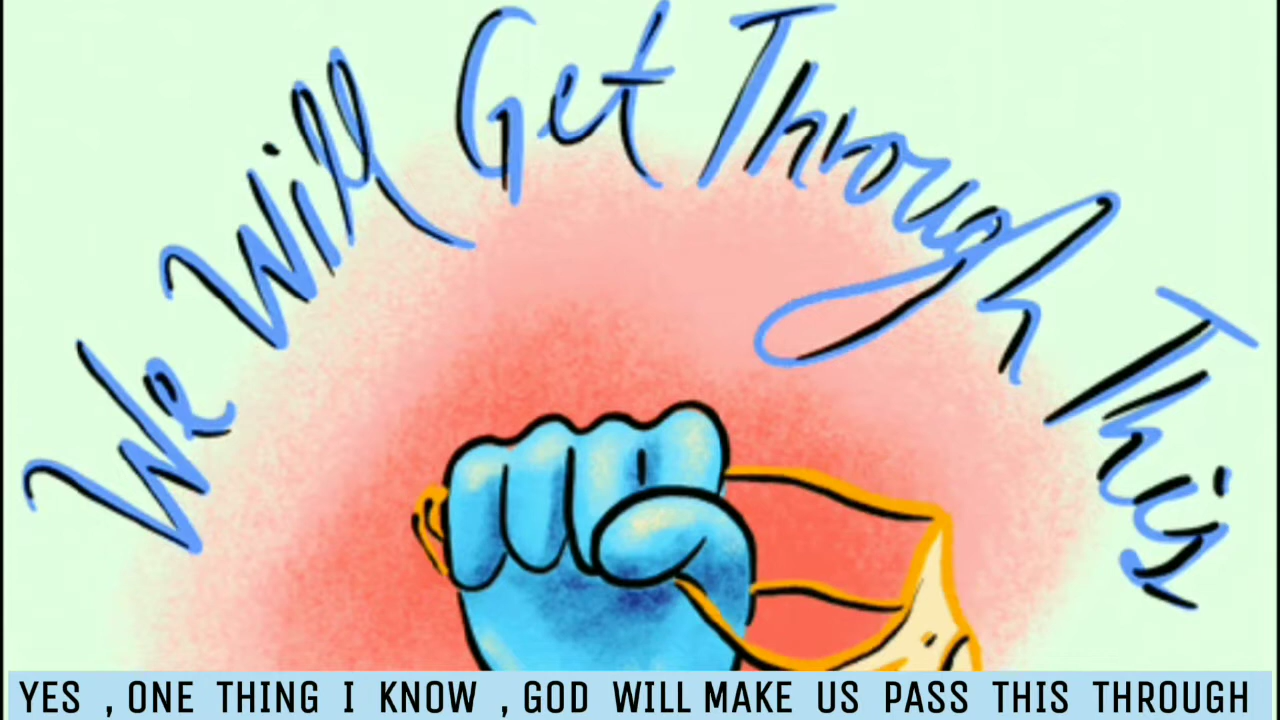 We Will Get Through This
YES , ONE THING I KNOW , GOD WILL MAKE US PASS THIS THROUGH